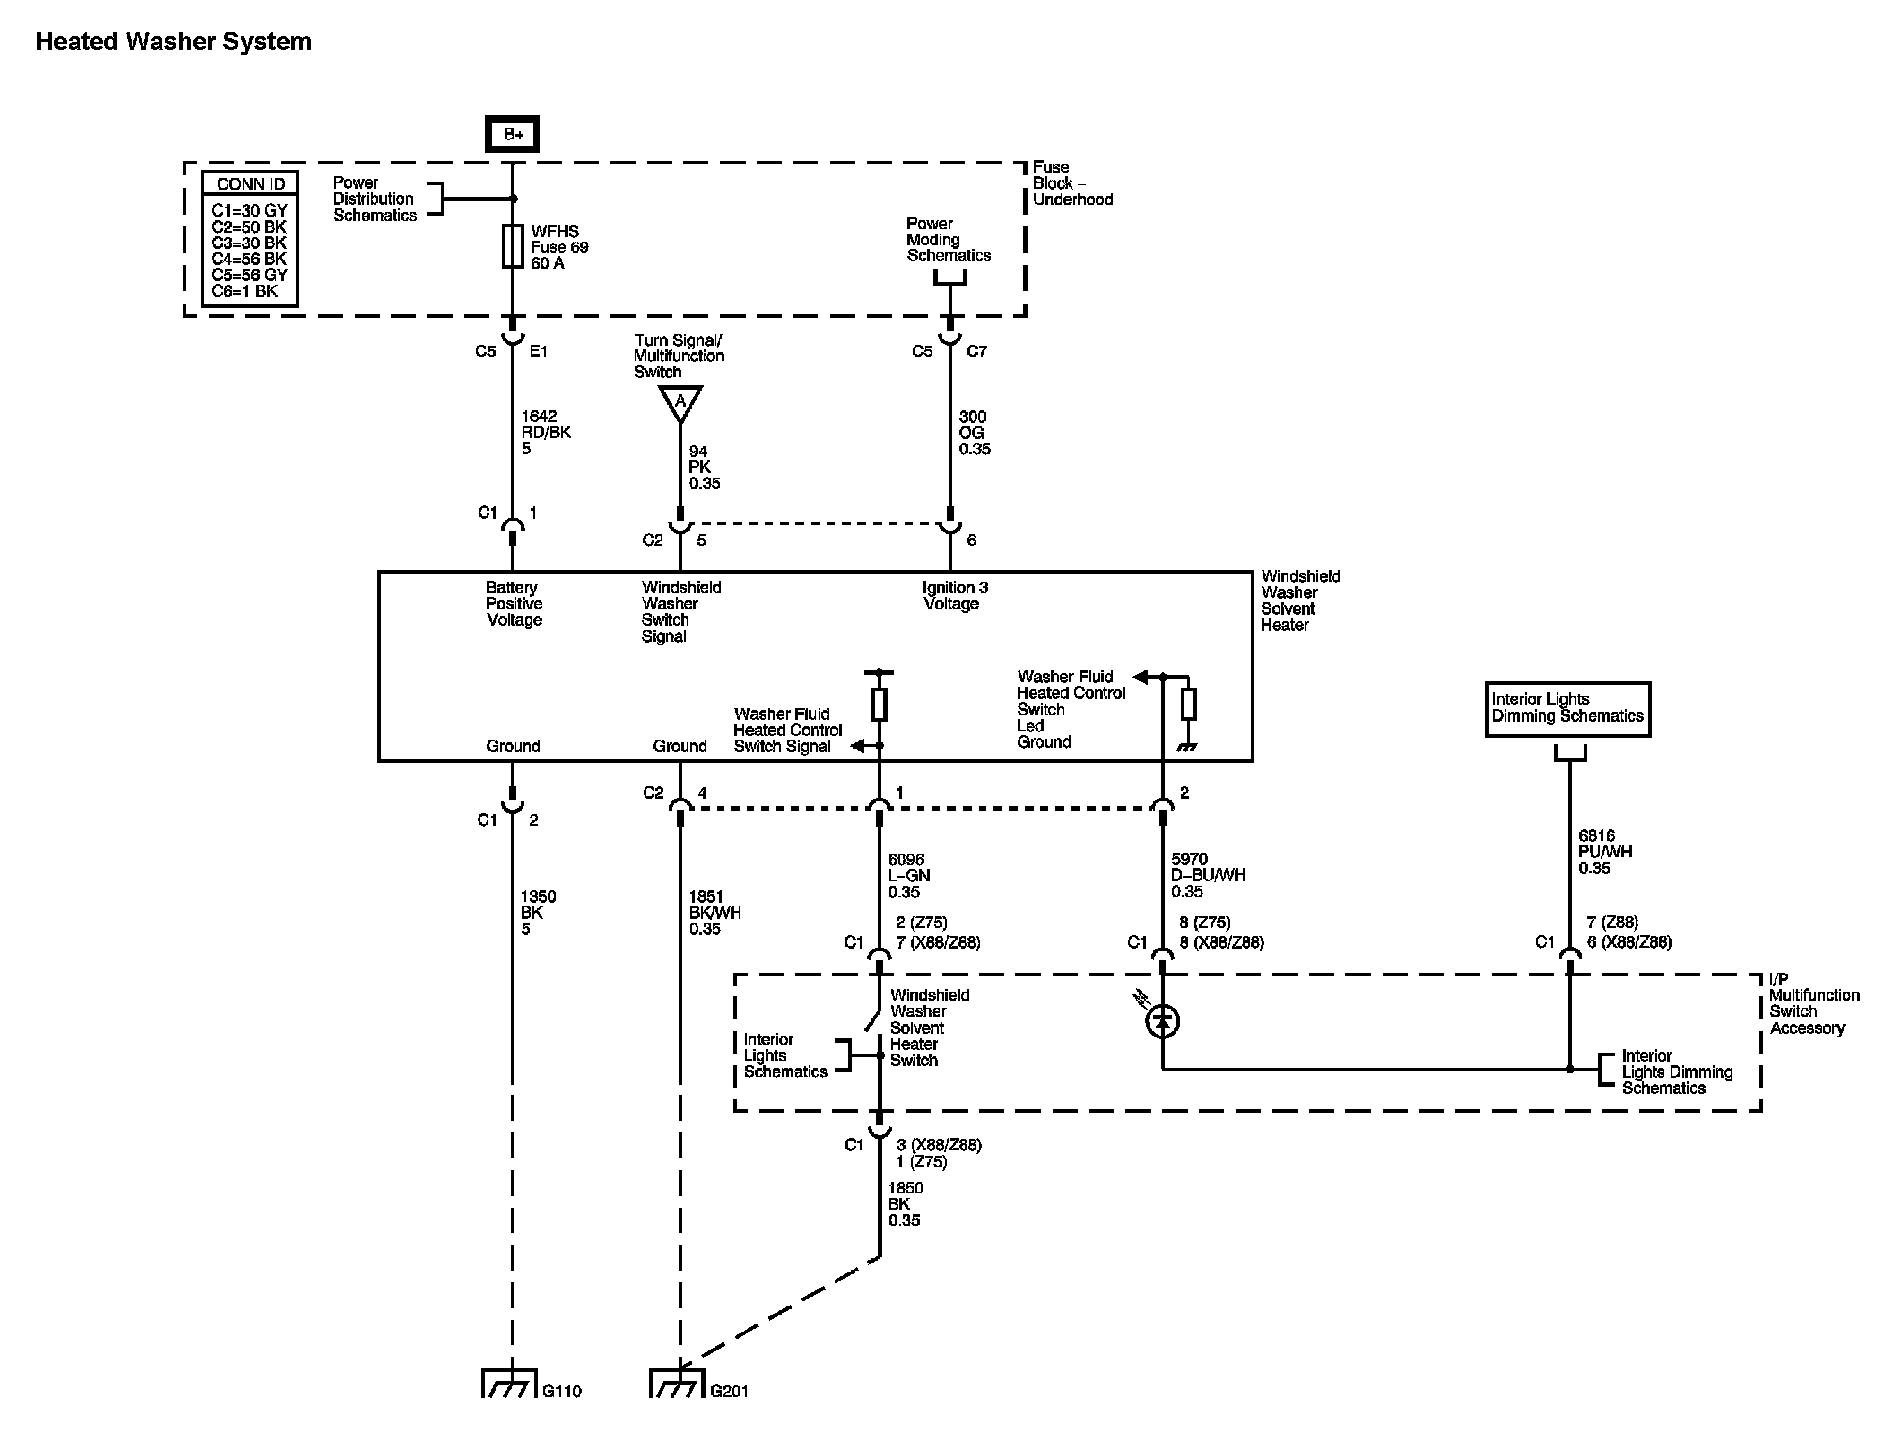 Heated Washer System
B+
CONN ID
C1=30 GY
C2=50 BK
C3=30 BK
C4=56 BK
C5=56 GY
C6=1 BK
Power
Distribution
Schematics
WFHS
Fuse 69
60 A
Power
Moding
Schematics
Fuse
Block –
Underhood
C5
E1
Turn Signal/
Multifunction
Switch
A
C5
C7
1642
RD/BK
5
94
PK
0.35
300
OG
0.35
C1
1
C2
5
6
Battery
Positive
Voltage
Windshield
Washer
Switch
Signal
Ignition 3
Voltage
Windshield
Washer
Solvent
Heater
Ground
Ground
Washer Fluid
Heated Control
Switch Signal
Washer Fluid
Heated Control
Switch
Led
Ground
Interior Lights
Dimming Schematics
C1
2
C2
4
1
2
1350
BK
5
1851
BK/WH
0.35
6096
L–GN
0.35
5970
D–BU/WH
0.35
6816
PU/WH
0.35
C1
2 (Z75)
7 (X88/Z88)
C1
8 (Z75)
8 (X88/Z88)
C1
7 (Z88)
6 (X88/Z88)
Windshield
Washer
Solvent
Heater
Switch
Interior
Lights
Schematics
Interior
Lights Dimming
Schematics
I/P
Multifunction
Switch
Accessory
C1
3 (X88/Z88)
1 (Z75)
1850
BK
0.35
G110
G201